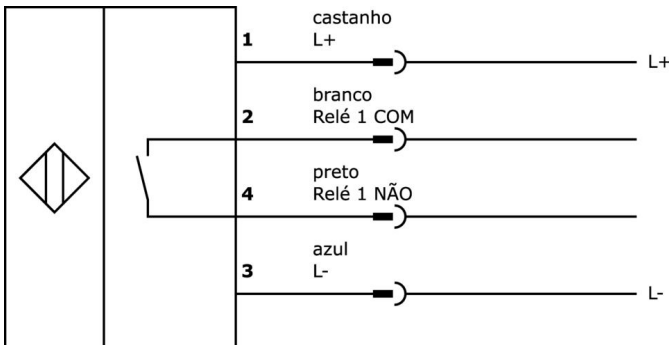 castanho
1 L+
L+
branco
2 Relé 1 COM
preto
4 Relé 1 NÃO
azul
3 L-
L-